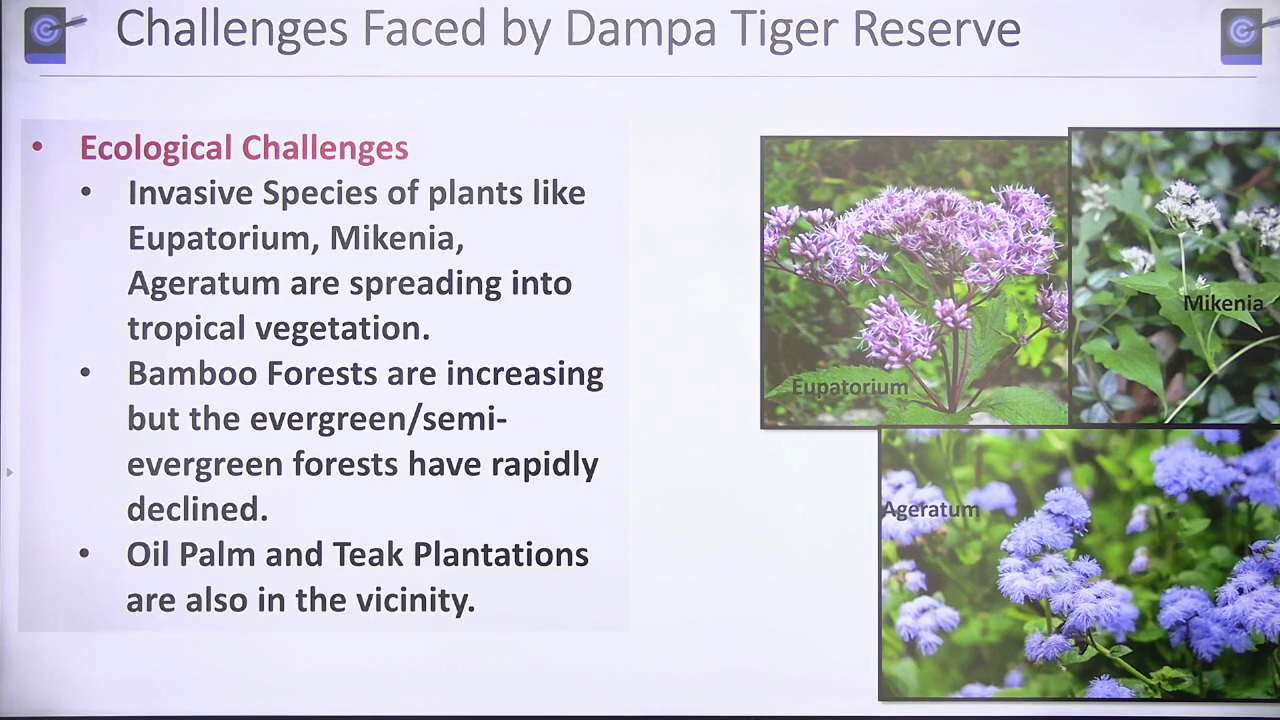 Challenges Faced by Dampa Tiger Reserve
• Ecological Challenges
• Invasive Species of plants like
Eupatorium, Mikenia,
Ageratum are spreading into
tropical vegetation.
• Bamboo Forests are increasing
but the evergreen/semi-
evergreen forests have rapidly
declined.
• Oil Palm and Teak Plantations
are also in the vicinity.
Eupatorium
Mikenia
Ageratum